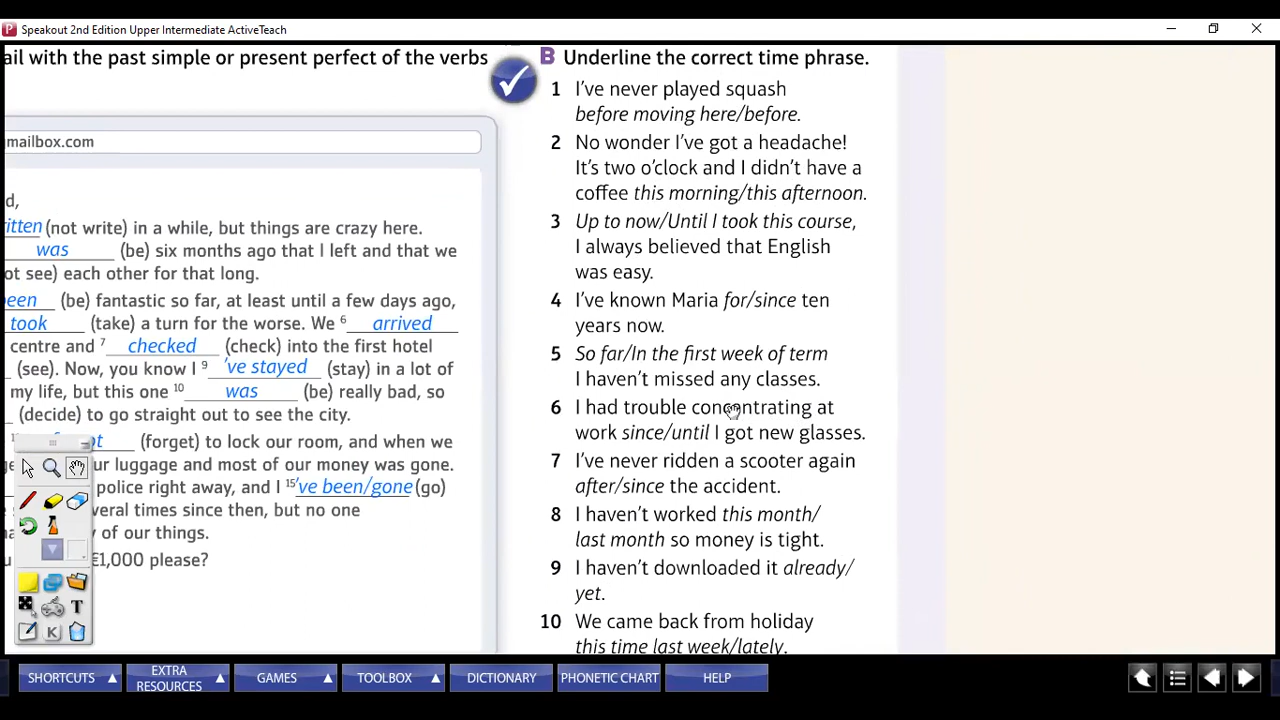 Speakout 2nd Edition Upper Intermediate ActiveTeach
ail with the past simple or present perfect of the verbs
mailbox.com
d,
ritten (not write) in a while, but things are crazy here.
was (be) six months ago that I left and that we
ot see) each other for that long.
been (be) fantastic so far, at least until a few days ago,
took (take) a turn for the worse. We 6 arrived
centre and 7 checked (check) into the first hotel
(see). Now, you know I 9 've stayed (stay) in a lot of
my life, but this one 10 was (be) really bad, so
(decide) to go straight out to see the city.
ot (forget) to lock our room, and when we
ur luggage and most of our money was gone.
police right away, and I 15 've been/gone (go)
veral times since then, but no one
y of our things.
€1,000 please?
B Underline the correct time phrase.
1 I've never played squash
before moving here/before.
2 No wonder I've got a headache!
It's two o'clock and I didn't have a
coffee this morning/this afternoon.
3 Up to now/Until I took this course,
I always believed that English
was easy.
4 I've known Maria for/since ten
years now.
5 So far/In the first week of term
I haven't missed any classes.
6 I had trouble concentrating at
work since/until I got new glasses.
7 I've never ridden a scooter again
after/since the accident.
8 I haven't worked this month/
last month so money is tight.
9 I haven't downloaded it already/
yet.
10 We came back from holiday
this time last week/lately.
T
K
SHORTCUTS
EXTRA
RESOURCES
GAMES
TOOLBOX
DICTIONARY
PHONETIC CHART
HELP